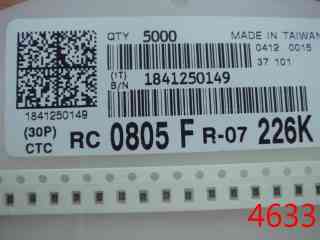 QTY 5000 MADE IN TAIWAN
0412 0015
37 101
(1T)
B/N 1841250149
1841250149
(30P)
CTC RC 0805 F R-07 226K
4633